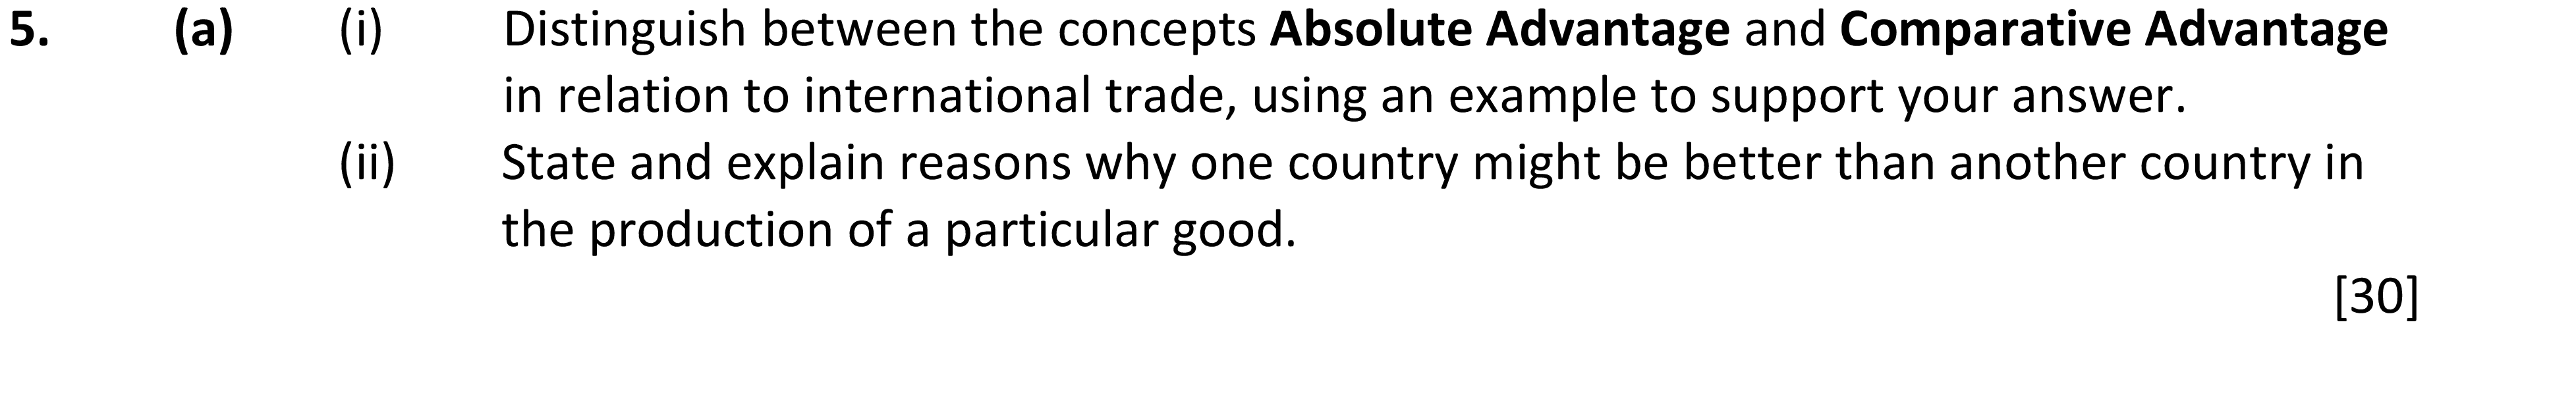 5. (a) (i) Distinguish between the concepts Absolute Advantage and Comparative Advantage
in relation to international trade, using an example to support your answer.
(ii) State and explain reasons why one country might be better than another country in
the production of a particular good.
[30]